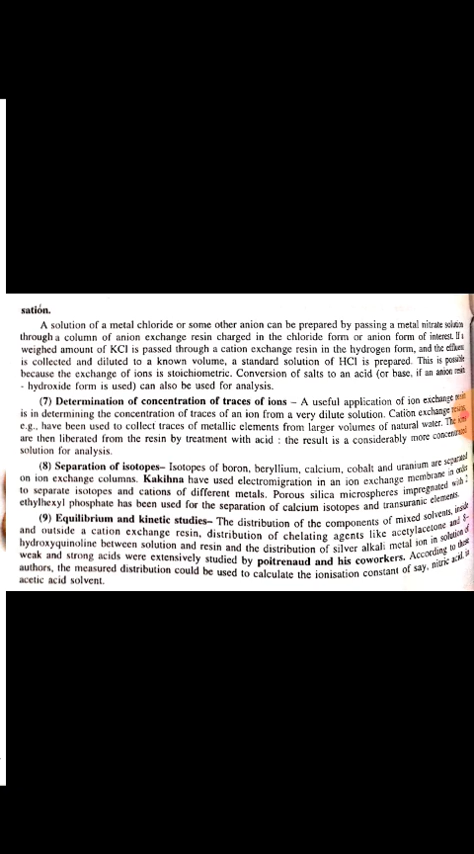 satión.
A solution of a metal chloride or some other anion can be prepared by passing a metal nitrate solution
through a column of anion exchange resin charged in the chloride form or anion form of interest. If a
weighed amount of KCl is passed through a cation exchange resin in the hydrogen form, and the effluent
is collected and diluted to a known volume, a standard solution of HCl is prepared. This is possible
because the exchange of ions is stoichiometric. Conversion of salts to an acid (or base, if an anion resin
- hydroxide form is used) can also be used for analysis.
(7) Determination of concentration of traces of ions – A useful application of ion exchange resin
is in determining the concentration of traces of an ion from a very dilute solution. Cation exchange resins,
e.g., have been used to collect traces of metallic elements from larger volumes of natural water. The ions
are then liberated from the resin by treatment with acid : the result is a considerably more concentrated
solution for analysis.
(8) Separation of isotopes– Isotopes of boron, beryllium, calcium, cobalt and uranium are separated
on ion exchange columns. Kakihna have used electromigration in an ion exchange membrane in order
to separate isotopes and cations of different metals. Porous silica microspheres impregnated with 2
ethylhexyl phosphate has been used for the separation of calcium isotopes and transuranic elements.
(9) Equilibrium and kinetic studies– The distribution of the components of mixed solvents, inside
and outside a cation exchange resin, distribution of chelating agents like acetylacetone and 8–
hydroxyquinoline between solution and resin and the distribution of silver alkali metal ion in solution of
weak and strong acids were extensively studied by poitrenaud and his coworkers. According to these
authors, the measured distribution could be used to calculate the ionisation constant of say, nitric acid, in
acetic acid solvent.